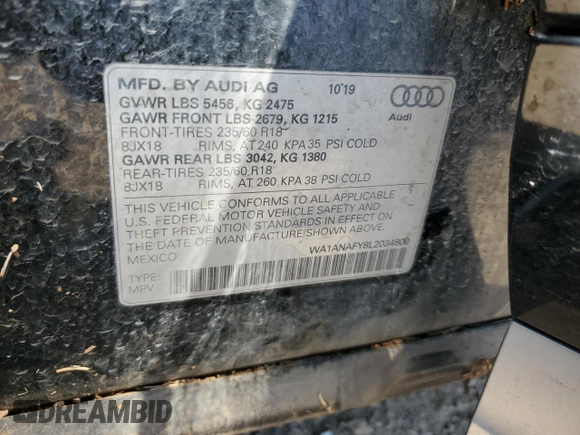 MFD. BY AUDI AG 10 19
GVWR LBS 5456, KG 2475
GAWR FRONT LBS 2679, KG 1215
FRONT-TIRES 235/60 R18
8JX18 RIMS, AT 240 KPA 35 PSI COLD
GAWR REAR LBS 3042, KG 1380
REAR-TIRES 235/60 R18
8JX18 RIMS, AT 260 KPA 38 PSI COLD
Audi
THIS VEHICLE CONFORMS TO ALL APPLICABLE
U.S. FEDERAL MOTOR VEHICLE SAFETY AND
THEFT PREVENTION STANDARDS IN EFFECT ON
THE DATE OF MANUFACTURE SHOWN ABOVE.
MEXICO
WA1ANAFY8L2034800
TYPE:
MPV
DREAMBID